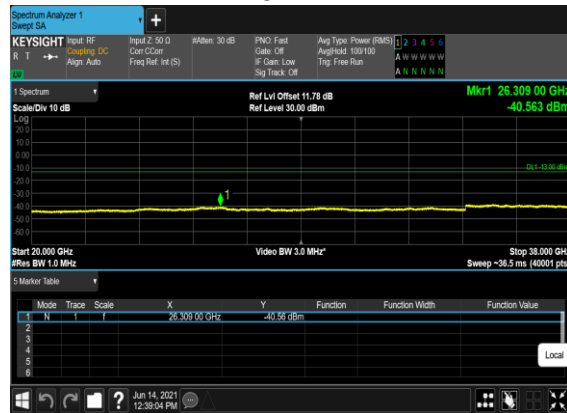 Spectrum Analyzer 1
Swept SA
+
KEYSIGHT Input: RF Input Z: 50 Ω #Atten: 30 dB PNO: Fast Avg Type: Power (RMS) 1 2 3 4 5 6
R T Coupling: DC Corr CCorr Gate: Off Avg|Hold: 100/100 A W W W W W
Align: Auto Freq Ref: Int (S) IF Gain: Low Trig: Free Run
Sig Track: Off A N N N N N
1 Spectrum
Ref Lvl Offset 11.78 dB Mkr1 26.309 00 GHz
Scale/Div 10 dB Ref Level 30.00 dBm -40.563 dBm
Log
20.0
10.0
0.00
-10.0 DL1 -13.00 dBm
-20.0
-30.0 1
-40.0
-50.0
-60.0
Start 20.000 GHz Video BW 3.0 MHz* Stop 38.000 GHz
#Res BW 1.0 MHz Sweep ~36.5 ms (40001 pts)
5 Marker Table
Mode Trace Scale X Y Function Function Width Function Value
1 N 1 f 26.309 00 GHz -40.56 dBm
2
3
4
5
6
Local
? Jun 14, 2021
12:39:04 PM